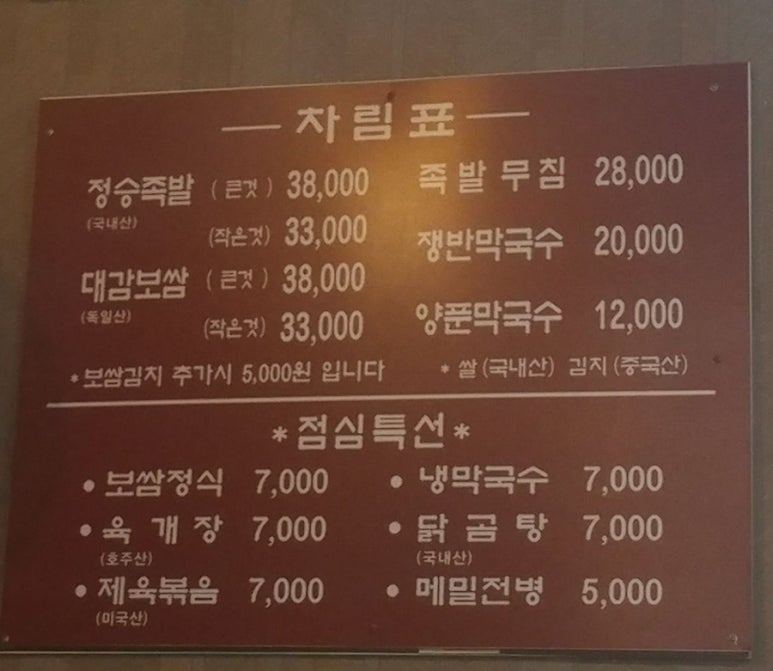 차림표
정승족발 (큰것) 38,000
(국내산)
(작은것) 33,000
대감보쌈 (큰것) 38,000
(독일산)
(작은것) 33,000
*보쌈김치 추가시 5,000원 입니다
족발무침 28,000
쟁반막국수 20,000
양푼막국수 12,000
*쌀(국내산) 김지(중국산)
*점심특선*
•보쌈정식 7,000
•육개장 7,000
(호주산)
•제육볶음 7,000
(미국산)
•냉막국수 7,000
•닭곰탕 7,000
(국내산)
•메밀전병 5,000